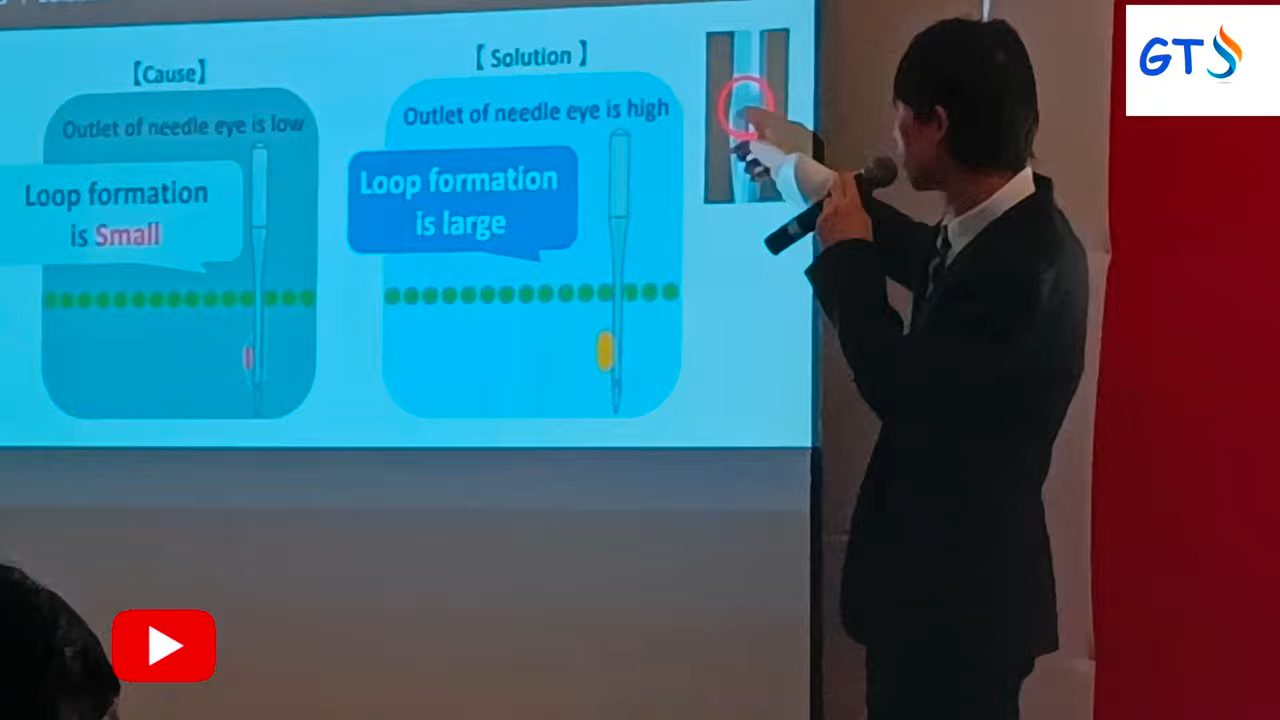 【Cause】
Outlet of needle eye is low
Loop formation
is Small
【 Solution 】
Outlet of needle eye is high
Loop formation
is large
GTS